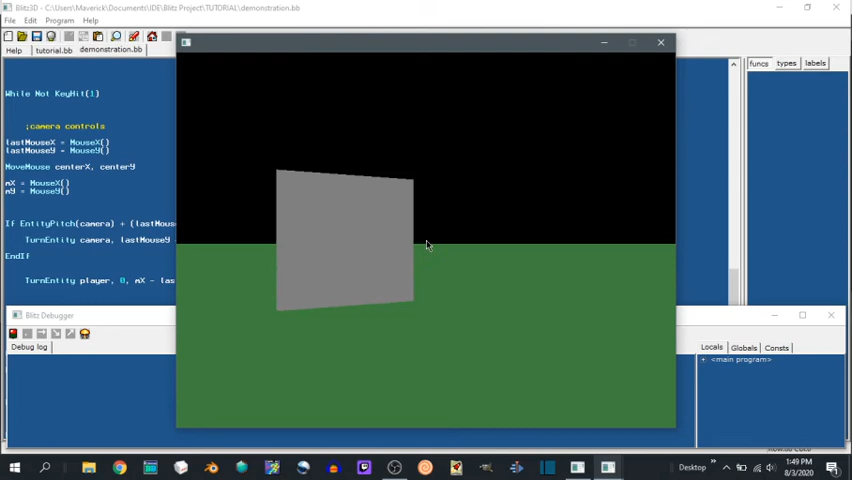 Blitz3D - C:\Users\Maverick\Documents\IDE\Blitz Project\TUTORIAL\demonstration.bb
File Edit Program Help
Help tutorial.bb demonstration.bb
funcs types labels
While Not KeyHit(1)
;camera controls
lastMouseX = MouseX()
lastMouseY = MouseY()
MoveMouse centerX, centerY
mX = MouseX()
mY = MouseY()
If EntityPitch(camera) + (lastMous
TurnEntity camera, lastMouseY
EndIf
TurnEntity player, 0, mX - las
Blitz Debugger
Debug log
Locals Globals Consts
+ <main program>
Desktop
1:49 PM
8/3/2020